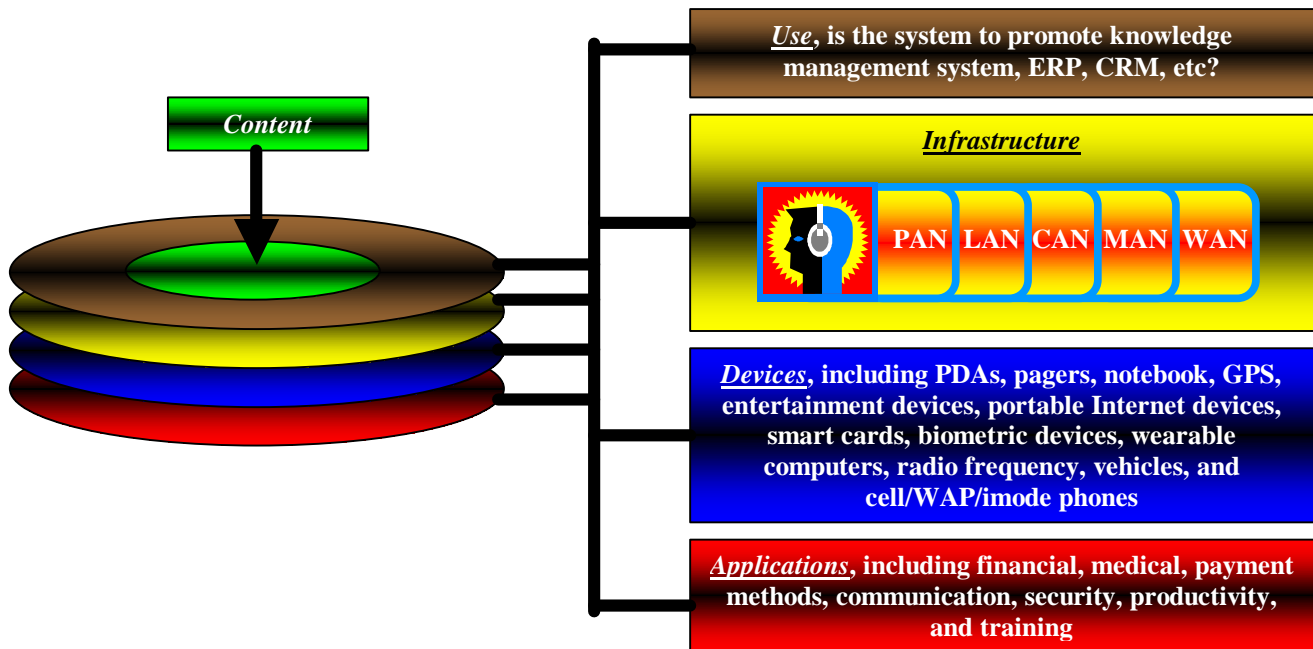 Content
Use, is the system to promote knowledge
management system, ERP, CRM, etc?
Infrastructure
PAN LAN CAN MAN WAN
Devices, including PDAs, pagers, notebook, GPS,
entertainment devices, portable Internet devices,
smart cards, biometric devices, wearable
computers, radio frequency, vehicles, and
cell/WAP/imode phones
Applications, including financial, medical, payment
methods, communication, security, productivity,
and training